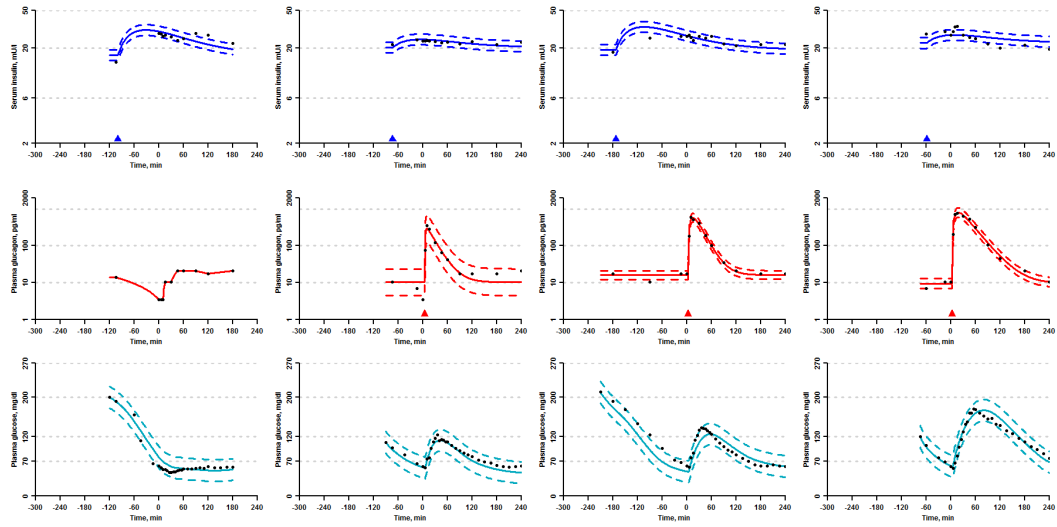 50 50 50 50
Serum insulin, mU/l Serum insulin, mU/l Serum insulin, mU/l Serum insulin, mU/l
20 20 20 20
6 6 6 6
2 2 2 2
-300 -240 -180 -120 -60 0 60 120 180 240 -300 -240 -180 -120 -60 0 60 120 180 240 -300 -240 -180 -120 -60 0 60 120 180 240 -300 -240 -180 -120 -60 0 60 120 180 240
Time, min Time, min Time, min Time, min
2000 2000 2000 2000
Plasma glucagon, pg/ml Plasma glucagon, pg/ml Plasma glucagon, pg/ml Plasma glucagon, pg/ml
100 100 100 100
10 10 10 10
1 1 1 1
-300 -240 -180 -120 -60 0 60 120 180 240 -300 -240 -180 -120 -60 0 60 120 180 240 -300 -240 -180 -120 -60 0 60 120 180 240 -300 -240 -180 -120 -60 0 60 120 180 240
Time, min Time, min Time, min Time, min
270 270 270 270
Plasma glucose, mg/dl Plasma glucose, mg/dl Plasma glucose, mg/dl Plasma glucose, mg/dl
200 200 200 200
120 120 120 120
70 70 70 70
0 0 0 0
-300 -240 -180 -120 -60 0 60 120 180 240 -300 -240 -180 -120 -60 0 60 120 180 240 -300 -240 -180 -120 -60 0 60 120 180 240 -300 -240 -180 -120 -60 0 60 120 180 240
Time, min Time, min Time, min Time, min